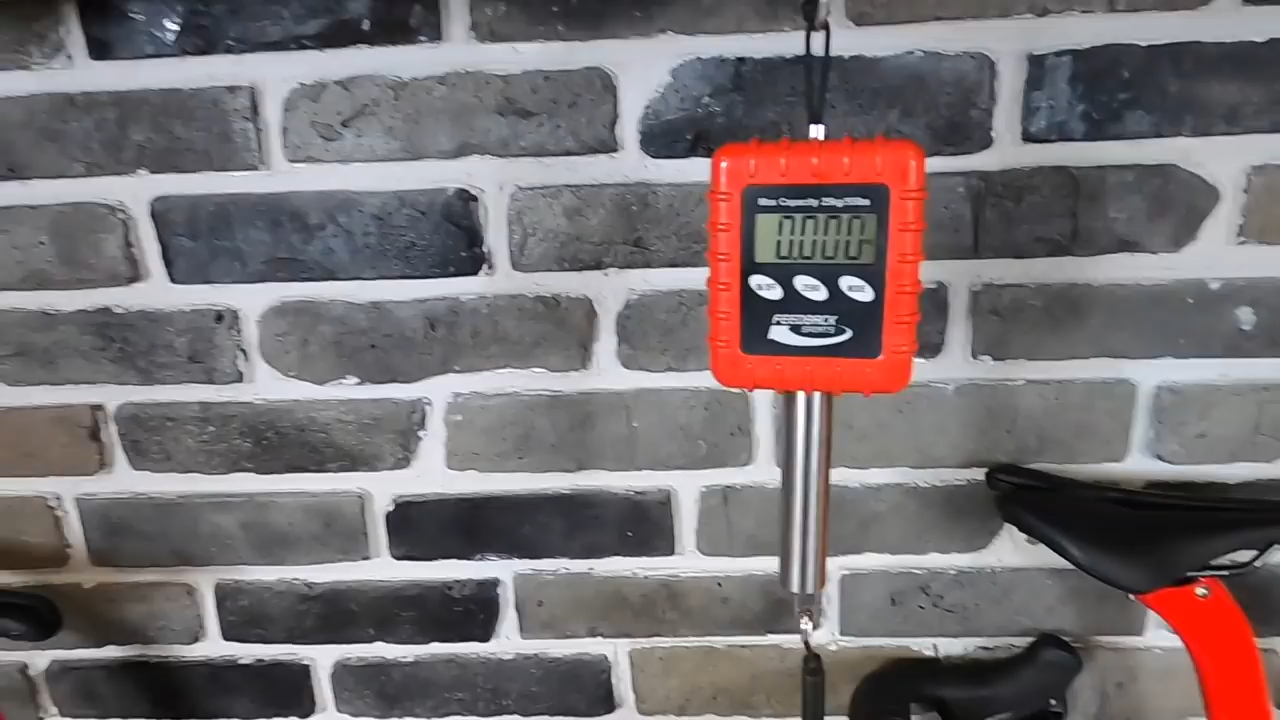 Max Capacity 25kg/55lbs
0.000
ON/OFF ZERO MODE
FEEDBACK
SPORTS